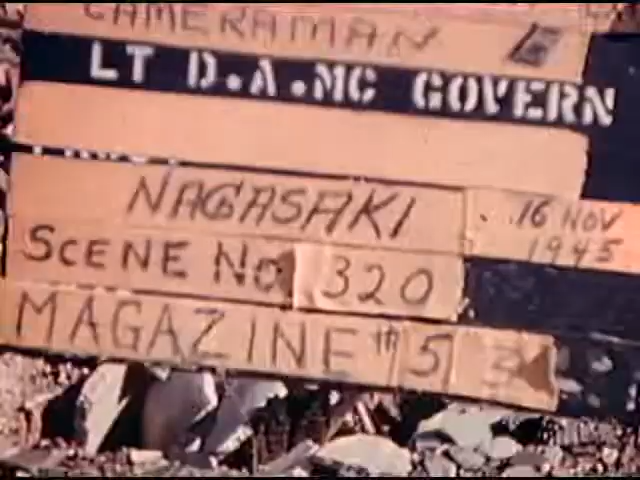 CAMERAMAN
LT D.A.MC GOVERN
NAGASAKI
16 NOV
1945
SCENE NO 320
MAGAZINE # 5